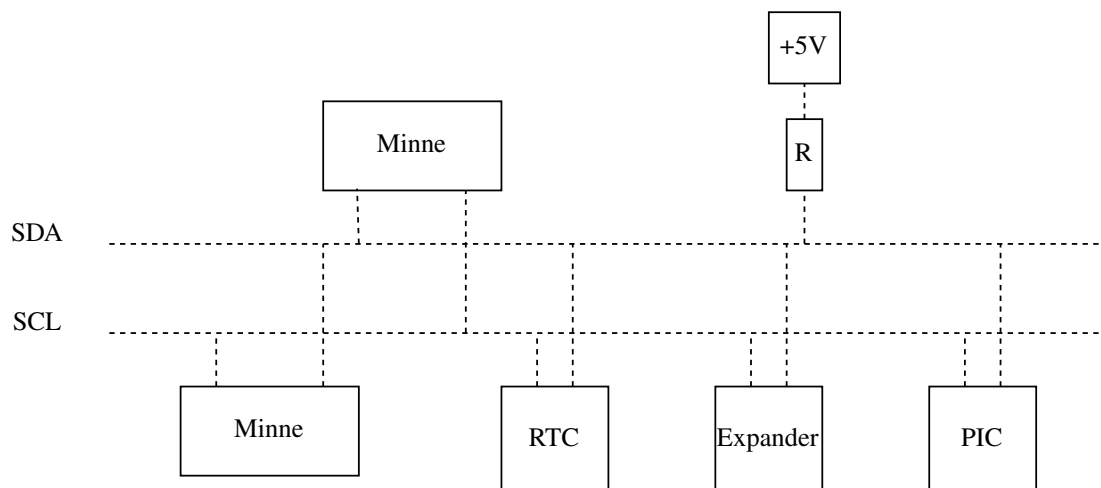 +5V
Minne
R
SDA
SCL
Minne
RTC
Expander
PIC